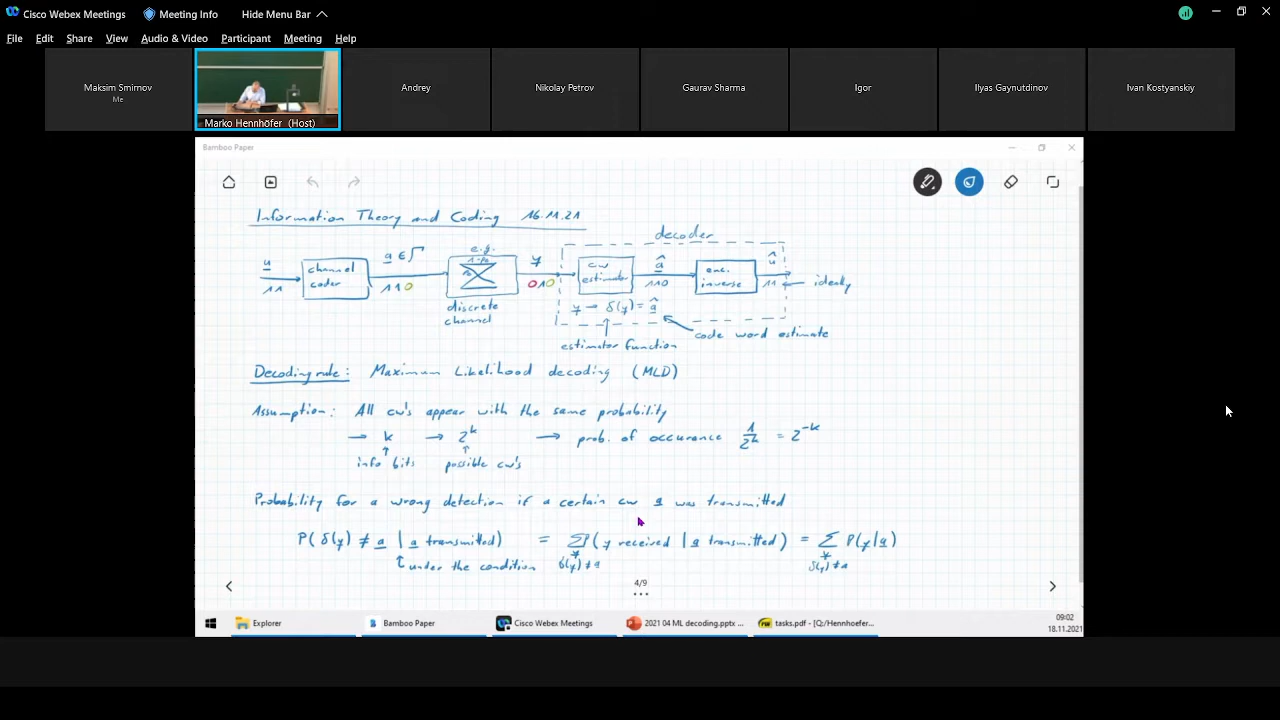 Cisco Webex Meetings Meeting Info Hide Menu Bar
File Edit Share View Audio & Video Participant Meeting Help
Maksim Smirnov
Me
Marko Hennhöfer (Host)
Andrey
Nikolay Petrov
Gaurav Sharma
Igor
Ilyas Gaynutdinov
Ivan Kostyanskiy
Bamboo Paper
Information Theory and Coding 16.11.21
decoder
u
11
channel
coder
a ∈ Γ
110
e.g.
1-p₀
p₀
discrete
channel
y
010
cw
estimator
y → δ(y) = â
estimator function
â
110
enc.
inverse
û
11
ideally
code word estimate
Decoding rule: Maximum Likelihood decoding (MLD)
Assumption: All cw's appear with the same probability
→ k → 2^k → prob. of occurance 1/2^k = 2^-k
info bits possible cw's
Probability for a wrong detection if a certain cw a was transmitted
P(δ(y) ≠ a | a transmitted) = Σ P(y received | a transmitted) = Σ P(y|a)
under the condition
y
δ(y) ≠ a
y
δ(y) ≠ a
4/9
Explorer
Bamboo Paper
Cisco Webex Meetings
2021 04 ML decoding.pptx ...
tasks.pdf - [Q:/Hennhoefer...
09:02
18.11.2021